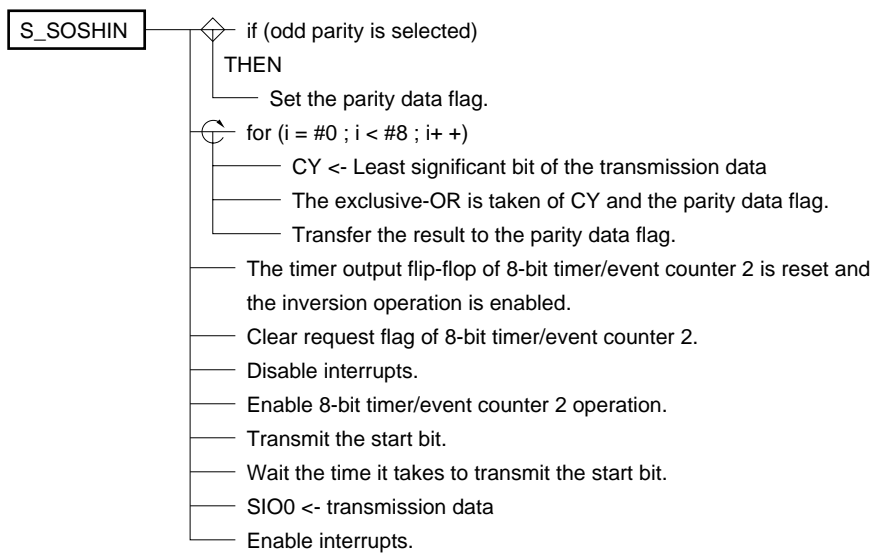 S_SOSHIN
if (odd parity is selected)
THEN
Set the parity data flag.
for (i = #0 ; i < #8 ; i+ +)
CY <- Least significant bit of the transmission data
The exclusive-OR is taken of CY and the parity data flag.
Transfer the result to the parity data flag.
The timer output flip-flop of 8-bit timer/event counter 2 is reset and
the inversion operation is enabled.
Clear request flag of 8-bit timer/event counter 2.
Disable interrupts.
Enable 8-bit timer/event counter 2 operation.
Transmit the start bit.
Wait the time it takes to transmit the start bit.
SIO0 <- transmission data
Enable interrupts.